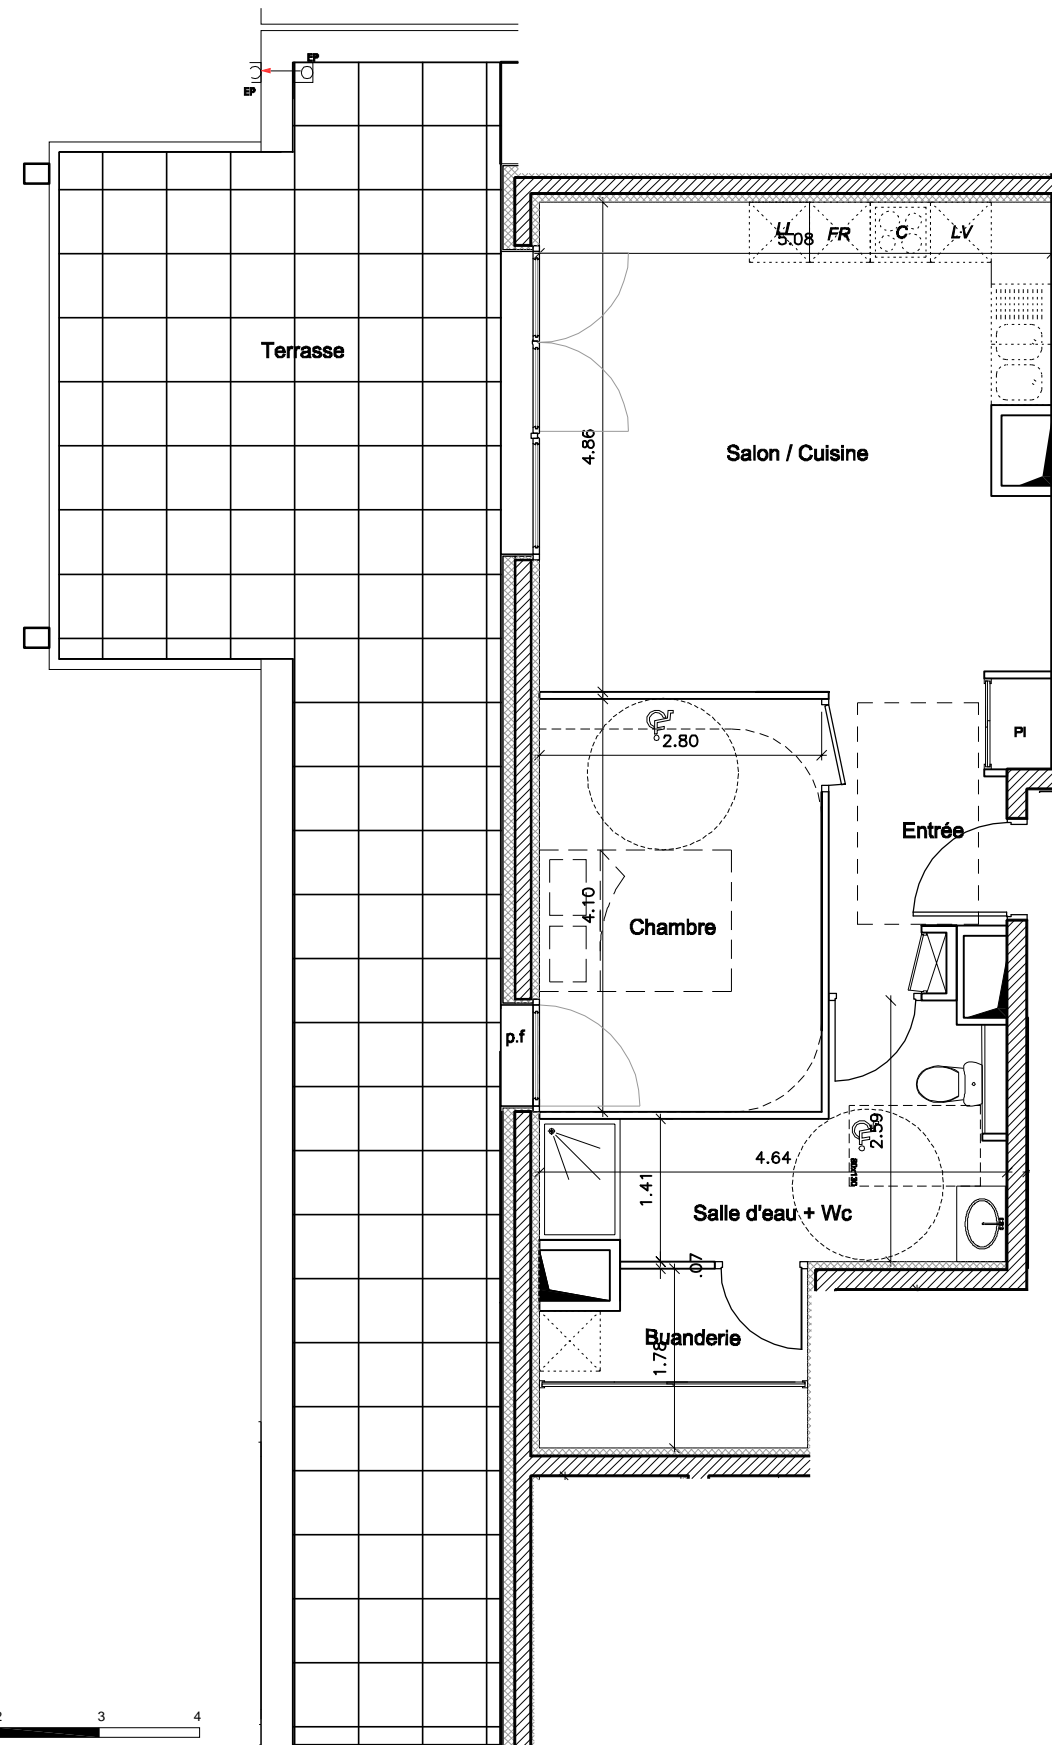 EP
EP
LL
FR
C
LV
5.08
Terrasse
4.86
Salon / Cuisine
2.80
Pl
Entrée
4.10
Chambre
p.f
2.59
4.64
80x130
1.41
Salle d'eau + Wc
.07
Buanderie
1.78
2
3
4